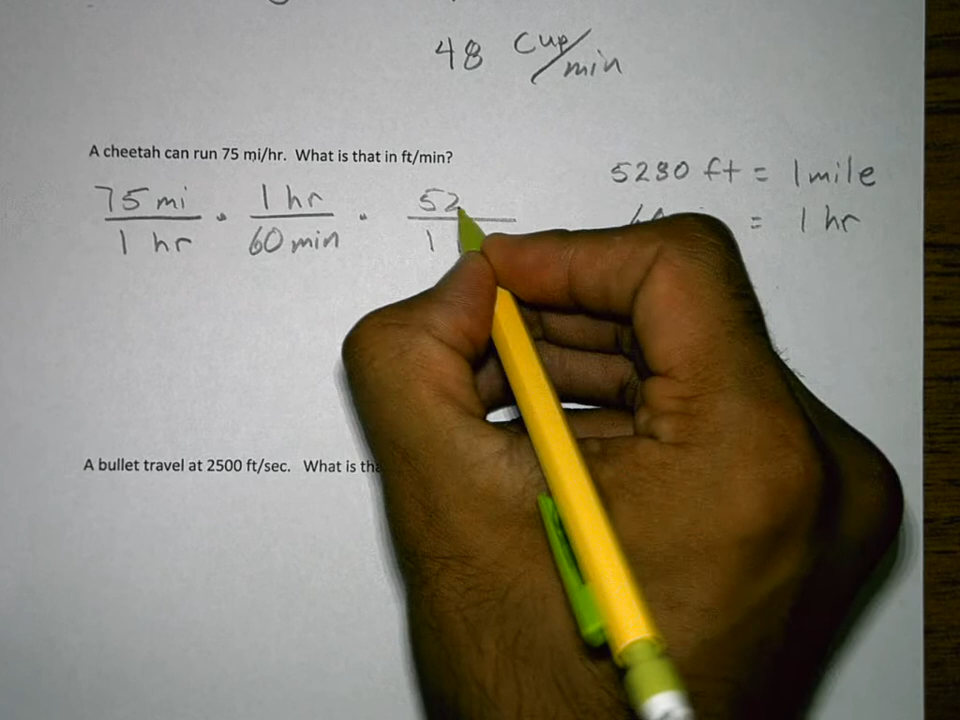 48 cup/min
A cheetah can run 75 mi/hr. What is that in ft/min?
75 mi/1 hr · 1 hr/60 min · 52/1
5280 ft = 1 mile
= 1 hr
A bullet travel at 2500 ft/sec. What is